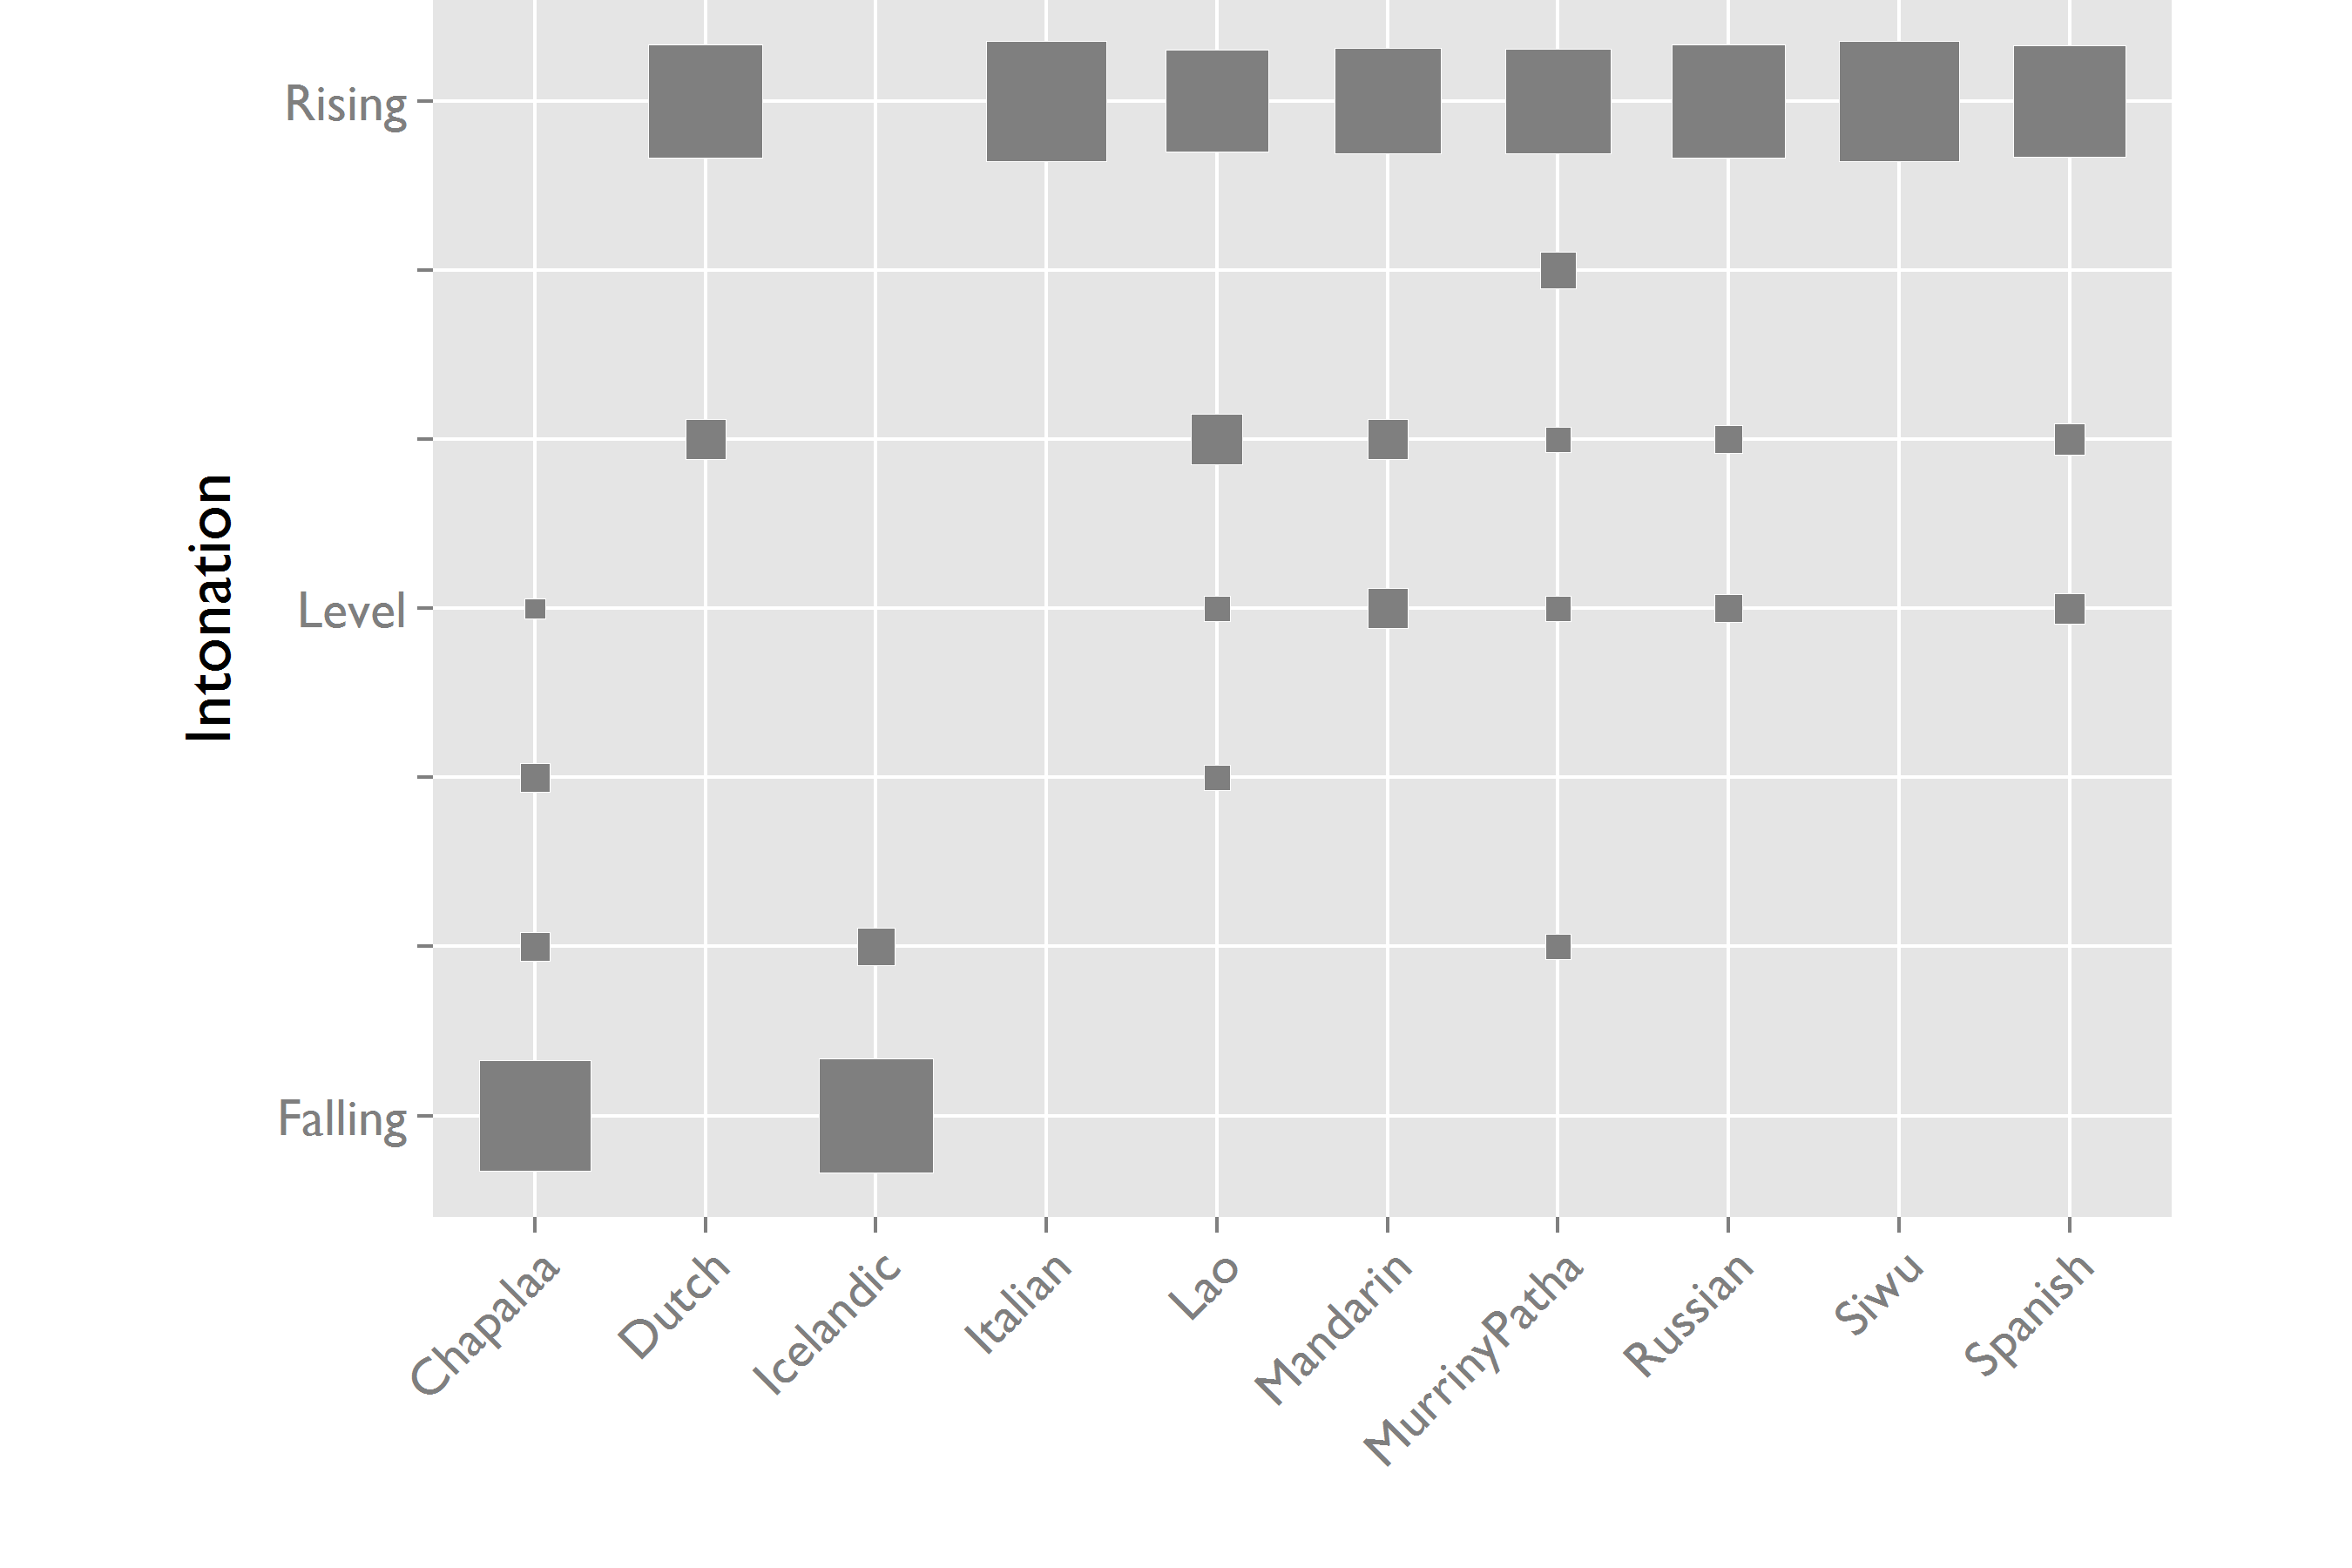 Rising
Level
Falling
Intonation
Chapalaa
Dutch
Icelandic
Italian
Lao
Mandarin
MurrinyPatha
Russian
Siwu
Spanish